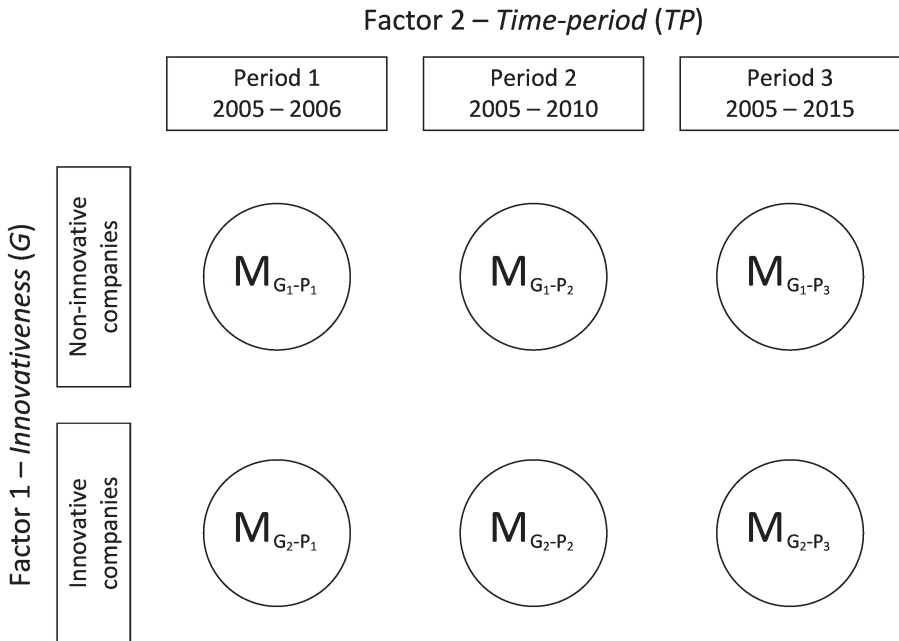 Factor 2 – Time-period (TP)
Period 1
2005 – 2006
Period 2
2005 – 2010
Period 3
2005 – 2015
Factor 1 – Innovativeness (G)
Non-innovative
companies
M G₁-P₁
M G₁-P₂
M G₁-P₃
Innovative
companies
M G₂-P₁
M G₂-P₂
M G₂-P₃